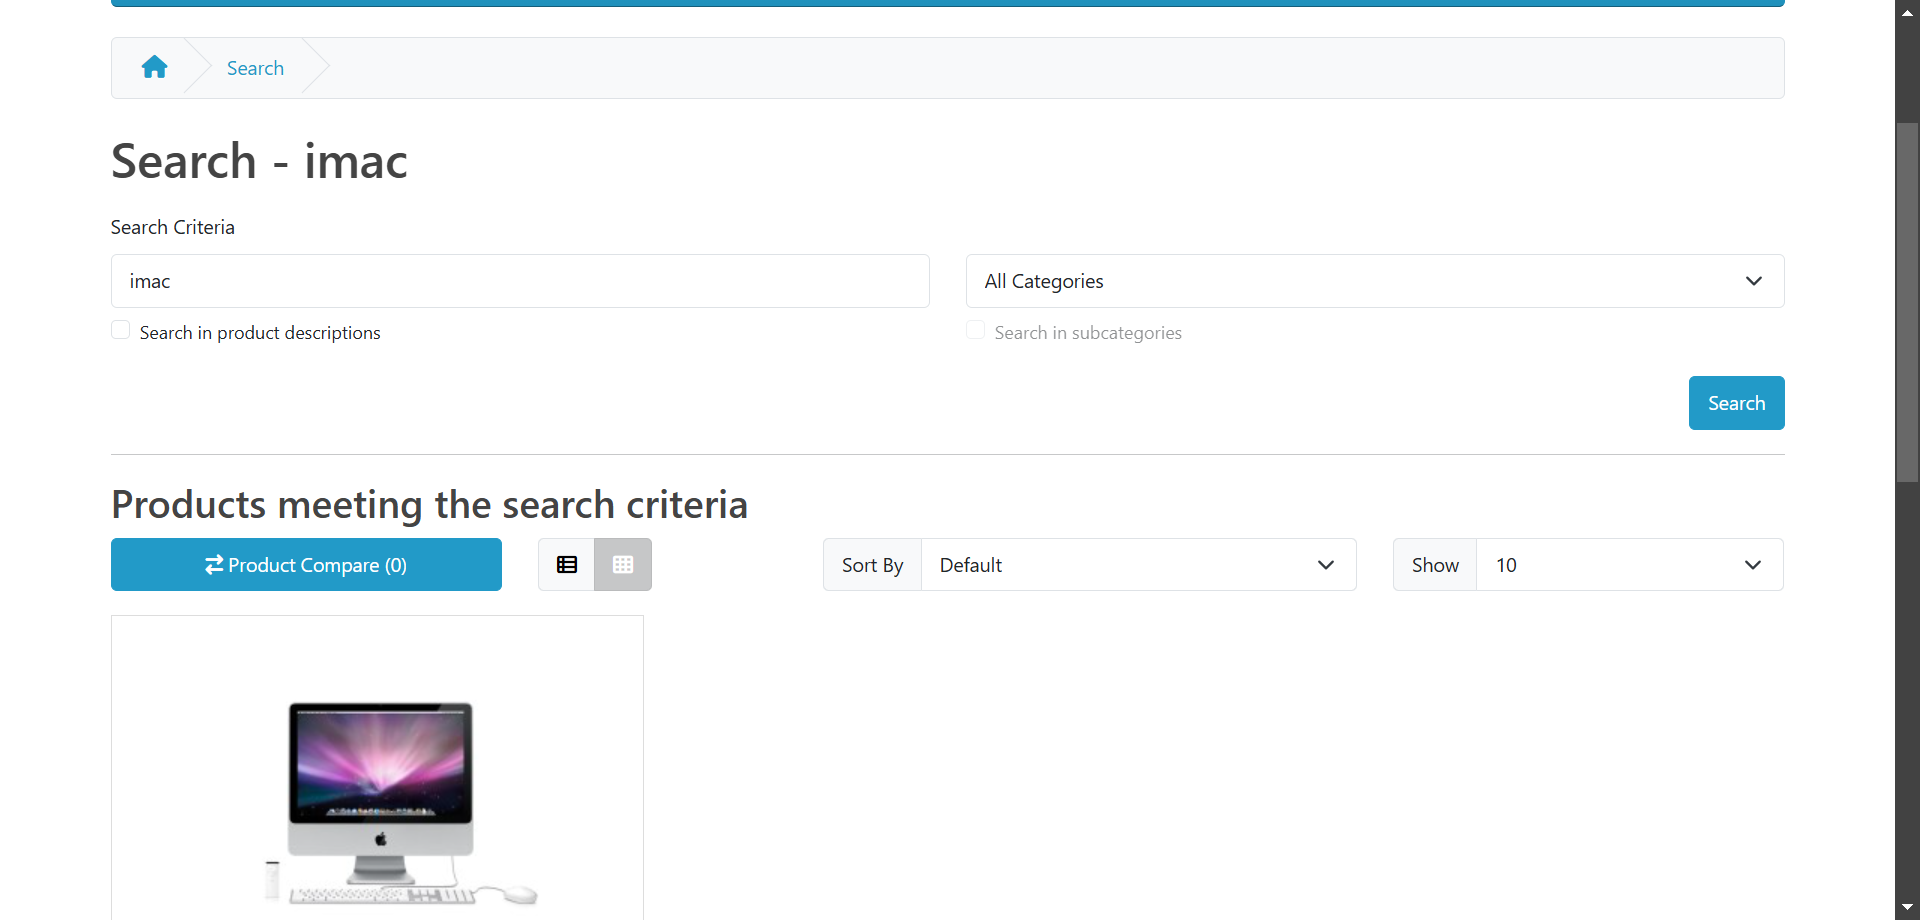 Search
Search - imac
Search Criteria
imac
All Categories
Search in product descriptions
Search in subcategories
Search
Products meeting the search criteria
Product Compare (0)
Sort By
Default
Show
10